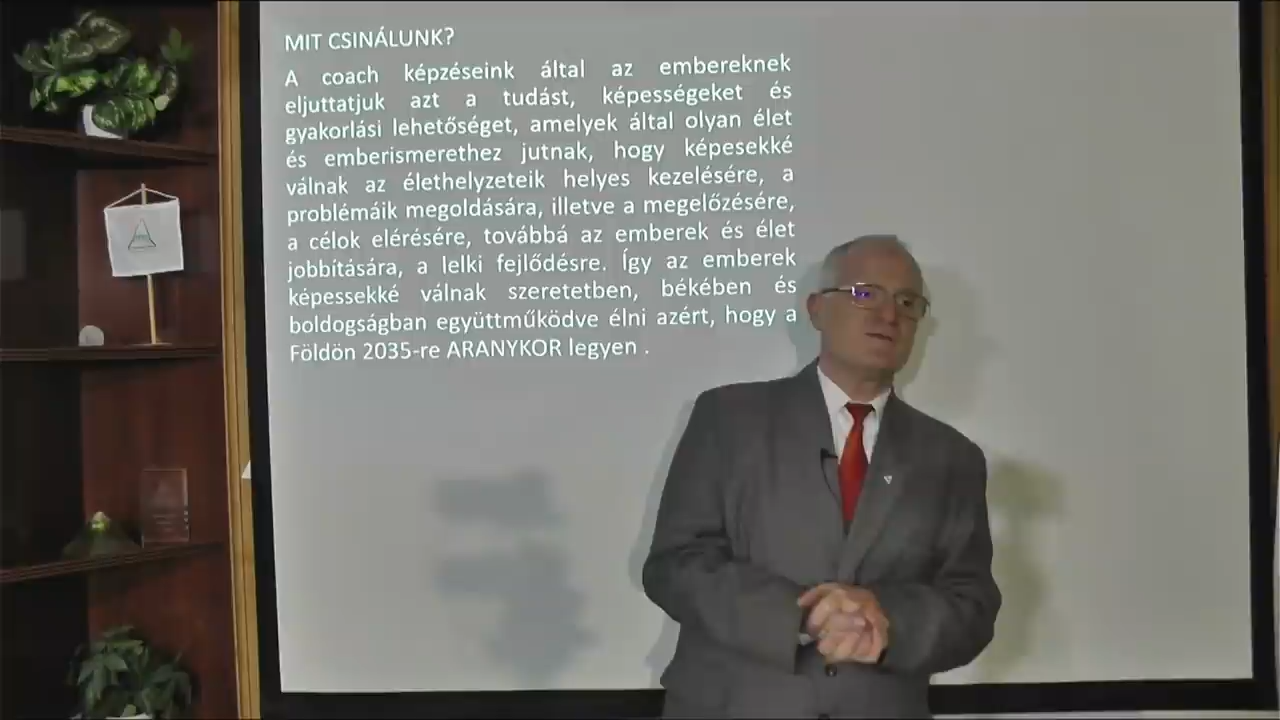 MIT CSINÁLUNK?
A coach képzéseink által az embereknek
eljuttatjuk azt a tudást, képességeket és
gyakorlási lehetőséget, amelyek által olyan élet
és emberismerethez jutnak, hogy képesekké
válnak az élethelyzeteik helyes kezelésére, a
problémáik megoldására, illetve a megelőzésére,
a célok elérésére, továbbá az emberek és élet
jobbítására, a lelki fejlődésre. Így az emberek
képessekké válnak szeretetben, békében és
boldogságban együttműködve élni azért, hogy a
Földön 2035-re ARANYKOR legyen .